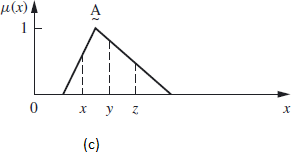 μ(x)
A
~
1
0 x y z x
(c)